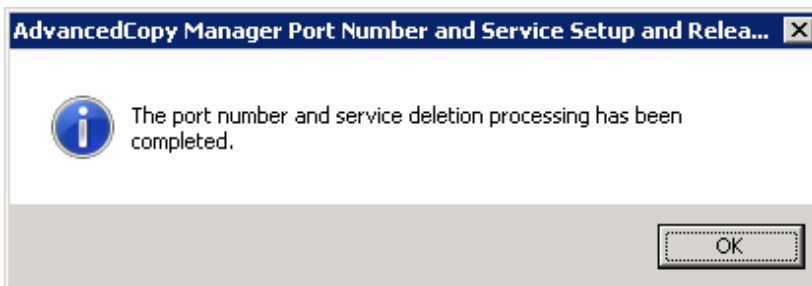 AdvancedCopy Manager Port Number and Service Setup and Relea...
The port number and service deletion processing has been
completed.
OK